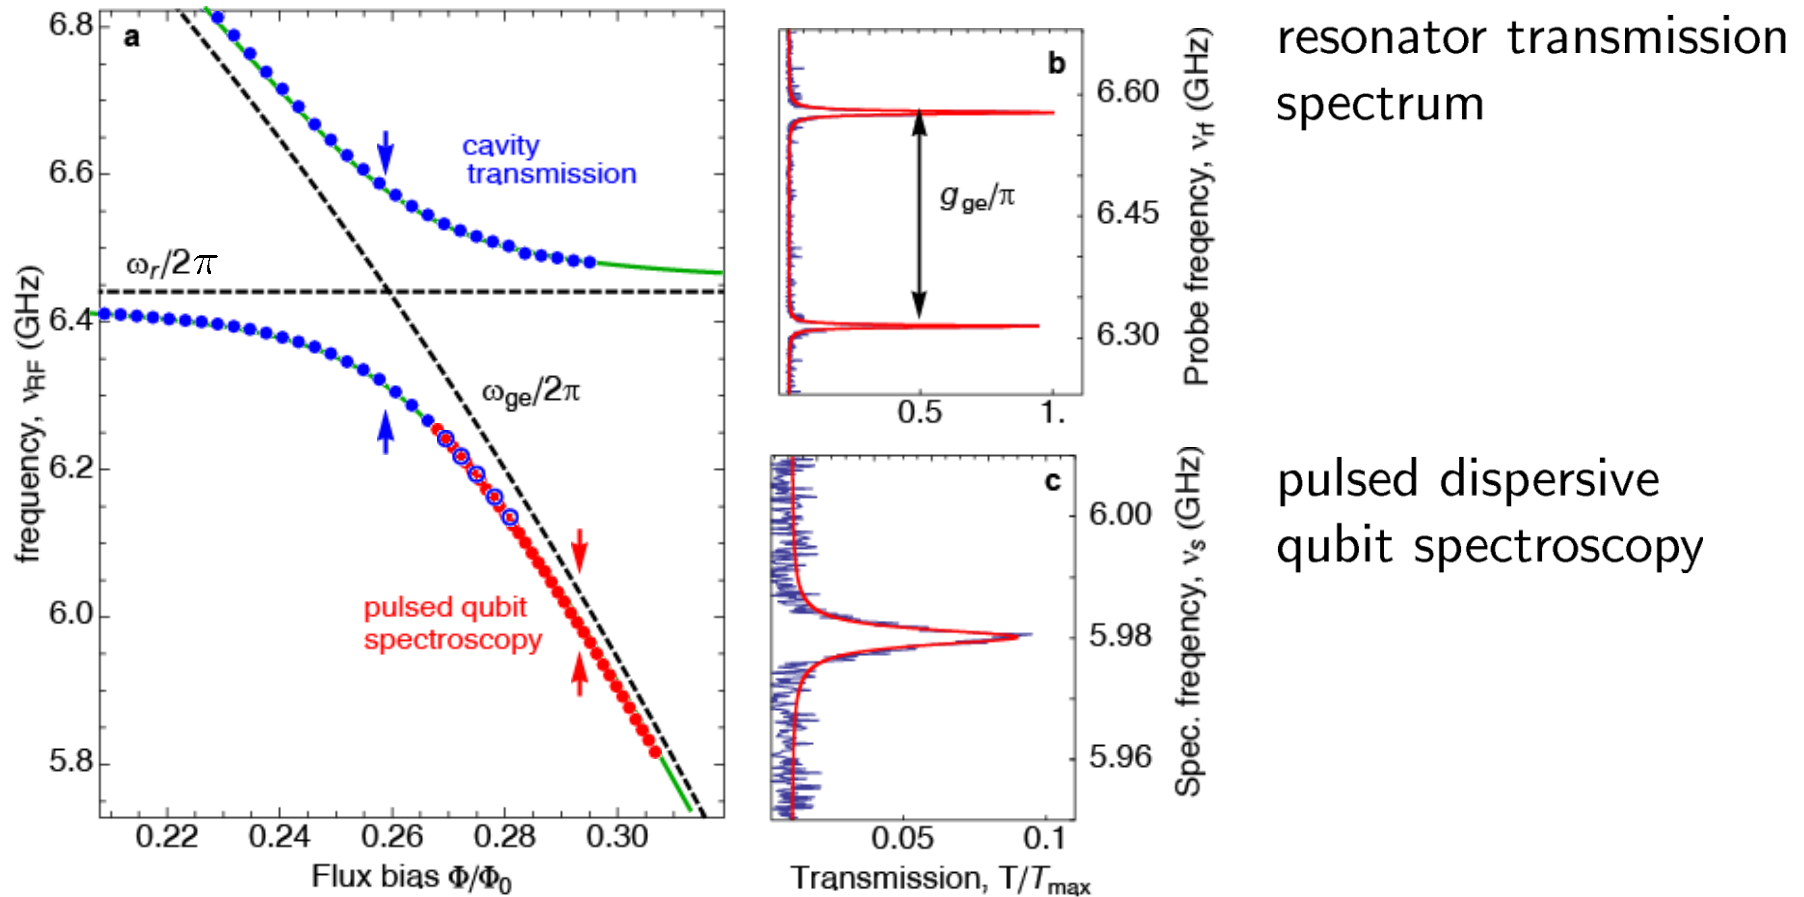 a
6.8
6.6
6.4
6.2
6.0
5.8
frequency, νRF (GHz)
cavity
transmission
ωr/2π
ωge/2π
pulsed qubit
spectroscopy
0.22 0.24 0.26 0.28 0.30
Flux bias Φ/Φ0
b
gge/π
6.60
6.45
6.30
Probe freqency, νrf (GHz)
0.5 1.
c
6.00
5.98
5.96
Spec. freqency, νs (GHz)
0.05 0.1
Transmission, T/Tmax
resonator transmission
spectrum
pulsed dispersive
qubit spectroscopy